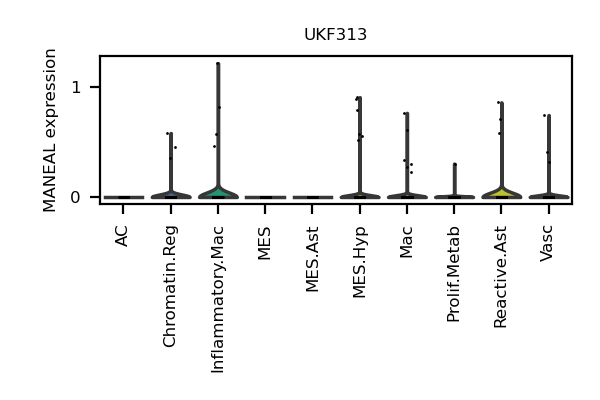 UKF313
MANEAL expression
1
0
AC
Chromatin.Reg
Inflammatory.Mac
MES
MES.Ast
MES.Hyp
Mac
Prolif.Metab
Reactive.Ast
Vasc